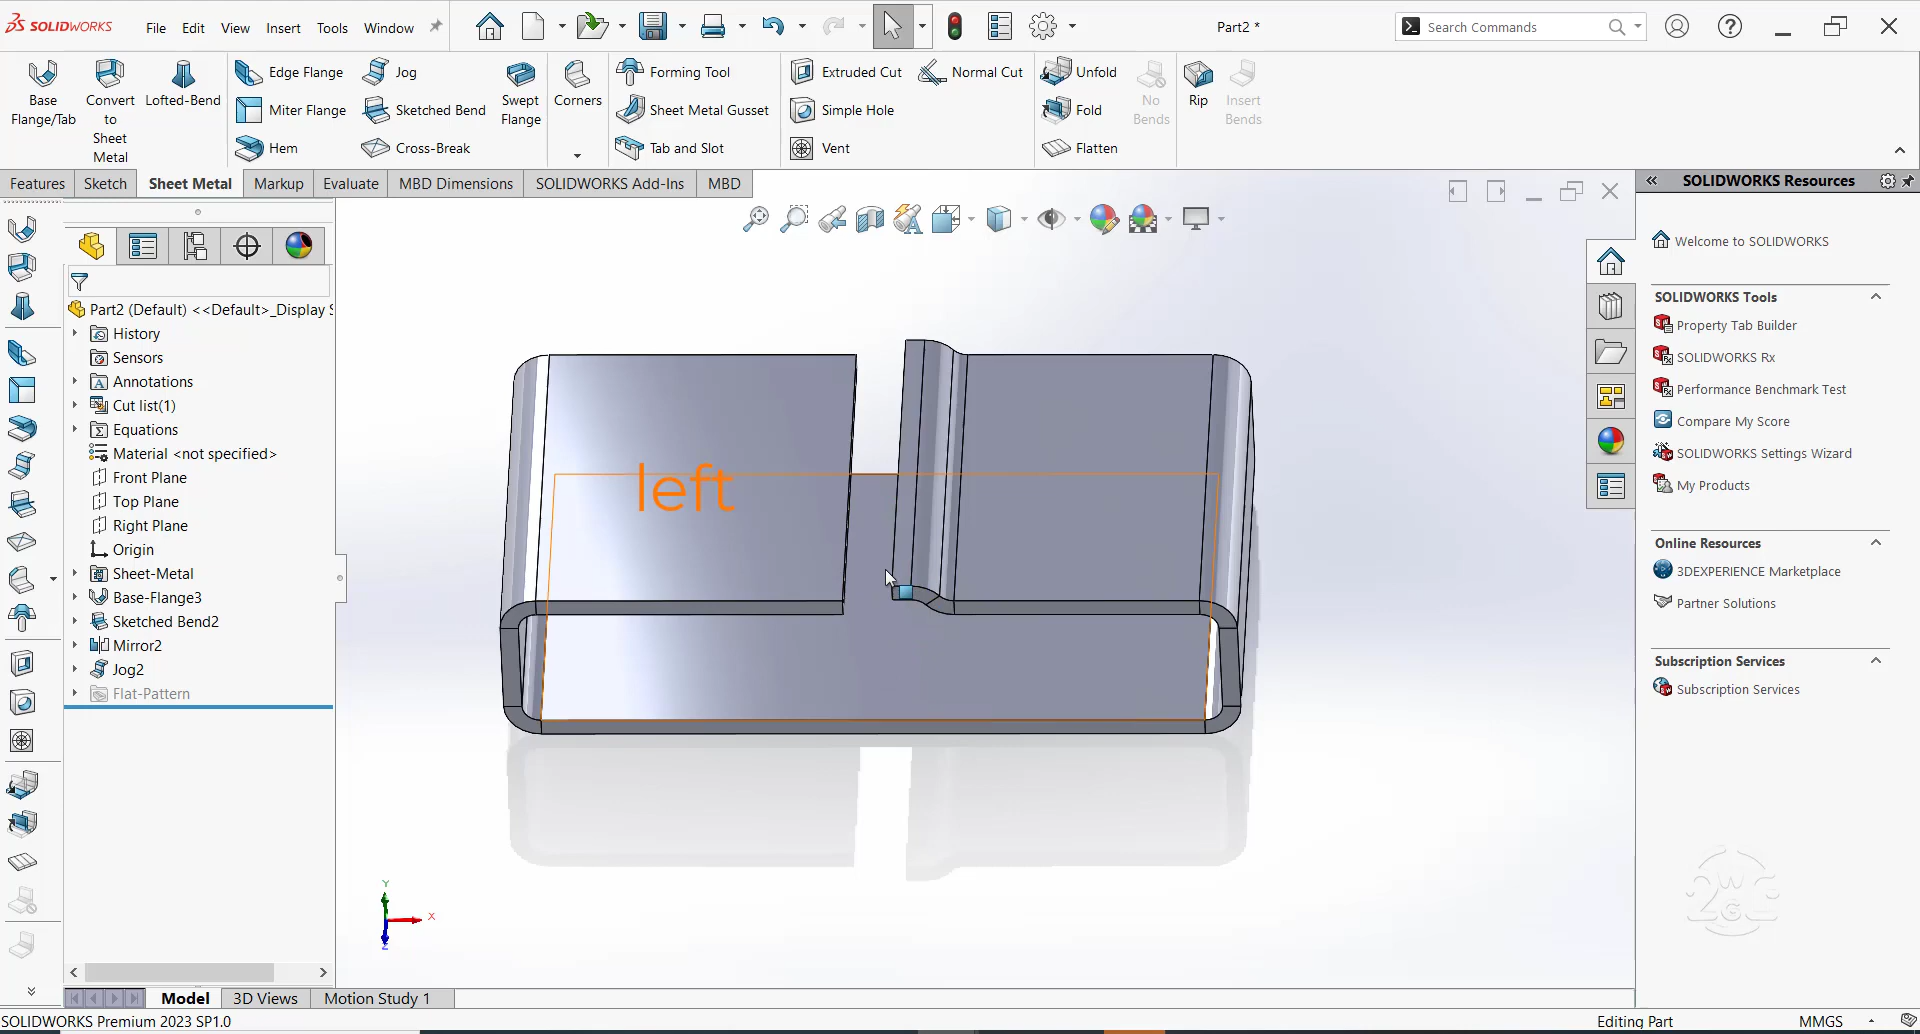 SOLIDWORKS File Edit View Insert Tools Window Part2 * Search Commands
Base Flange/Tab
Convert to Sheet Metal
Lofted-Bend
Edge Flange
Miter Flange
Hem
Jog
Sketched Bend
Cross-Break
Swept Flange
Corners
Forming Tool
Sheet Metal Gusset
Tab and Slot
Extruded Cut
Simple Hole
Vent
Normal Cut
Unfold
Fold
Flatten
No Bends
Rip
Insert Bends
Features Sketch Sheet Metal Markup Evaluate MBD Dimensions SOLIDWORKS Add-Ins MBD
Part2 (Default) <<Default>_Display S
History
Sensors
Annotations
Cut list(1)
Equations
Material <not specified>
Front Plane
Top Plane
Right Plane
Origin
Sheet-Metal
Base-Flange3
Sketched Bend2
Mirror2
Jog2
Flat-Pattern
left
Y
X
Z
SOLIDWORKS Resources
Welcome to SOLIDWORKS
SOLIDWORKS Tools
Property Tab Builder
SOLIDWORKS Rx
Performance Benchmark Test
Compare My Score
SOLIDWORKS Settings Wizard
My Products
Online Resources
3DEXPERIENCE Marketplace
Partner Solutions
Subscription Services
Subscription Services
Model 3D Views Motion Study 1
SOLIDWORKS Premium 2023 SP1.0 Editing Part MMGS